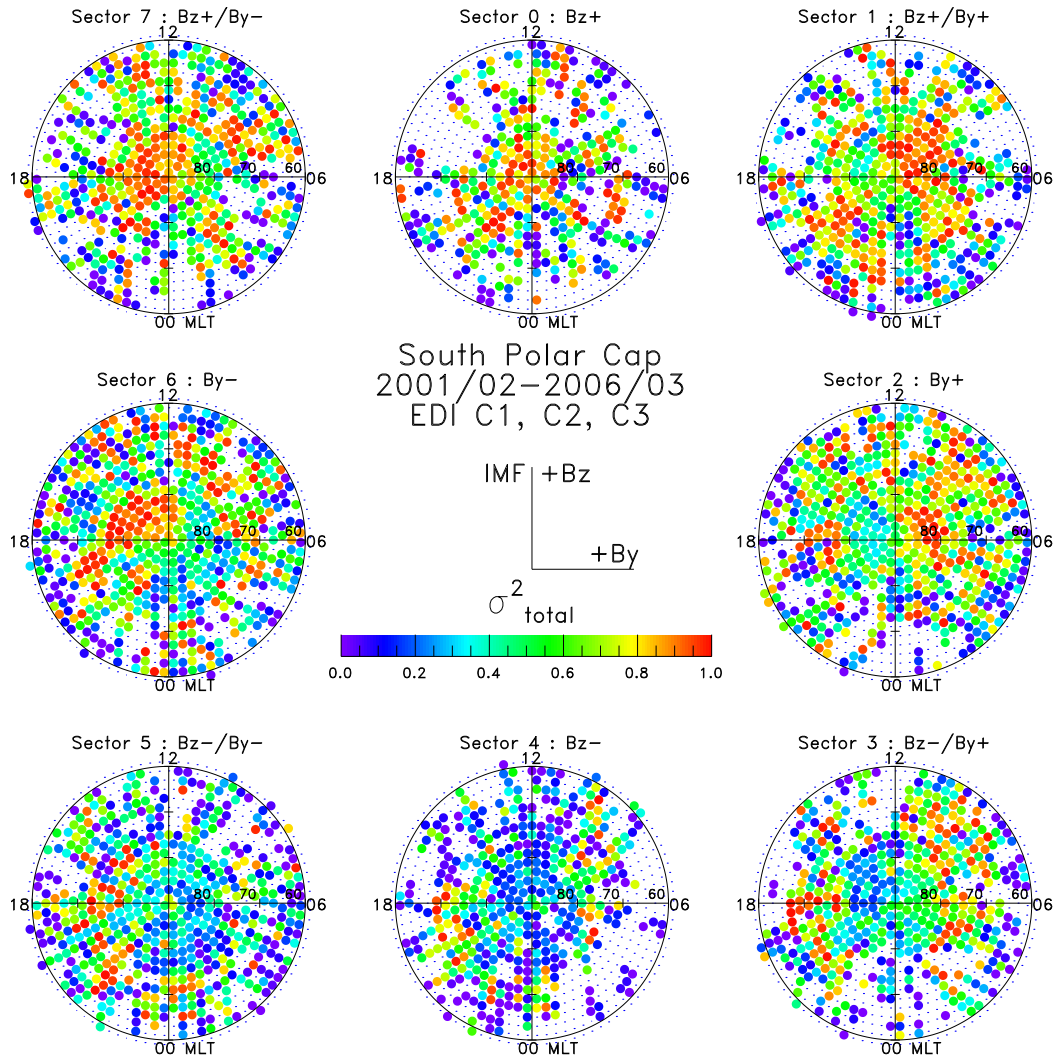 Sector 7 : Bz+/By-
12
18
80
70
60
06
00 MLT
Sector 0 : Bz+
12
18
80
70
60
06
00 MLT
Sector 1 : Bz+/By+
12
18
80
70
60
06
00 MLT
South Polar Cap
2001/02-2006/03
EDI C1, C2, C3
Sector 6 : By-
12
18
80
70
60
06
00 MLT
IMF +Bz
+By
σ² total
0.0 0.2 0.4 0.6 0.8 1.0
Sector 2 : By+
12
18
80
70
60
06
00 MLT
Sector 5 : Bz-/By-
12
18
80
70
60
06
00 MLT
Sector 4 : Bz-
12
18
80
70
60
06
00 MLT
Sector 3 : Bz-/By+
12
18
80
70
60
06
00 MLT